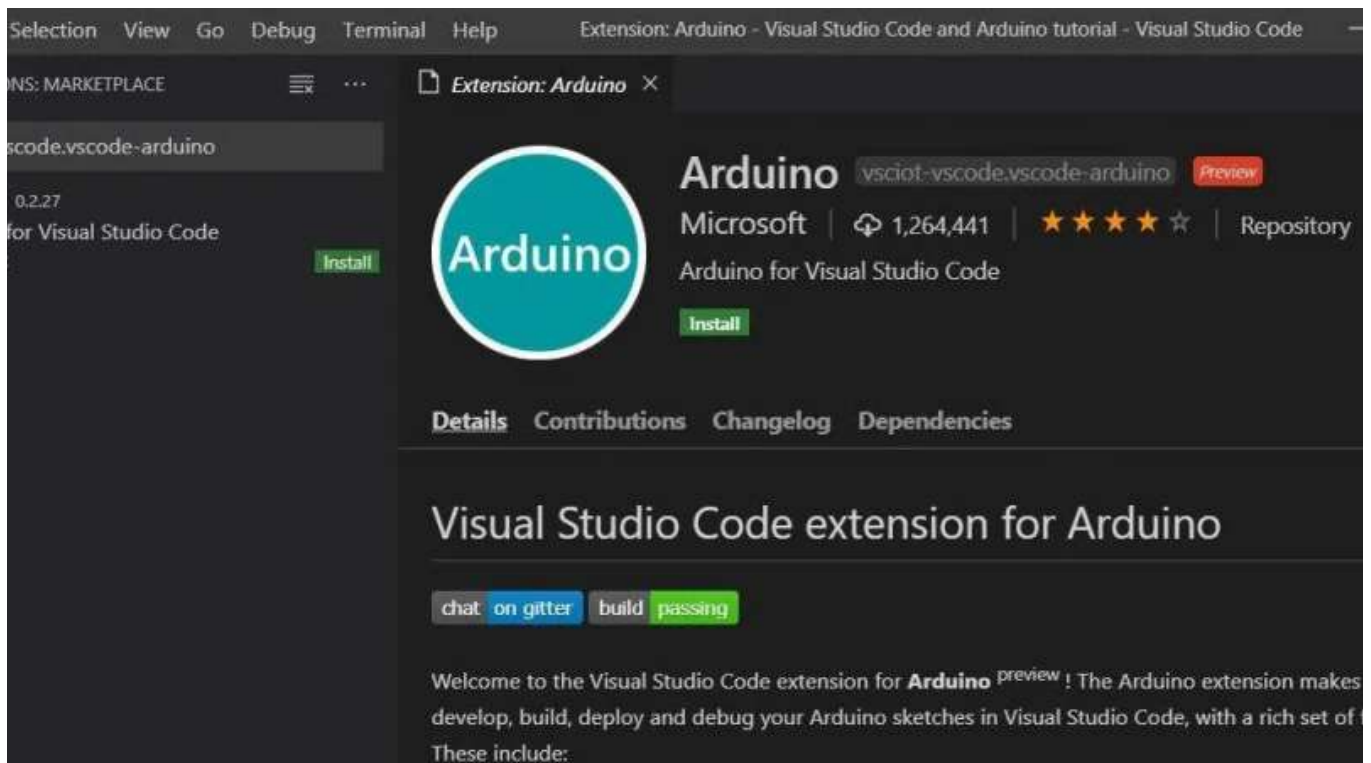 Selection View Go Debug Terminal Help Extension: Arduino - Visual Studio Code and Arduino tutorial - Visual Studio Code
ONS: MARKETPLACE
Extension: Arduino
scode.vscode-arduino
0.2.27
for Visual Studio Code
Install
Arduino
Arduino vsciot-vscode.vscode-arduino Preview
Microsoft 1,264,441 Repository
Arduino for Visual Studio Code
Install
Details Contributions Changelog Dependencies
Visual Studio Code extension for Arduino
chat on gitter build passing
Welcome to the Visual Studio Code extension for Arduino preview ! The Arduino extension makes
develop, build, deploy and debug your Arduino sketches in Visual Studio Code, with a rich set of
These include: